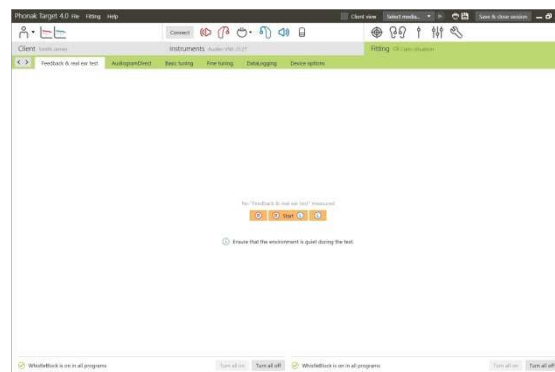 Phonak Target 4.0 File Fitting Help Client view Select media... Save & close session
Connect
Client Instruments Fitting
Feedback & real ear test AudiogramDirect Basic tuning Fine tuning DataLogging Device options
No "feedback & real ear test" measured
R R Start L L
Ensure that the environment is quiet during the test.
WhistleBlock is on in all programs Turn all on Turn all off WhistleBlock is on in all programs Turn all on Turn all off